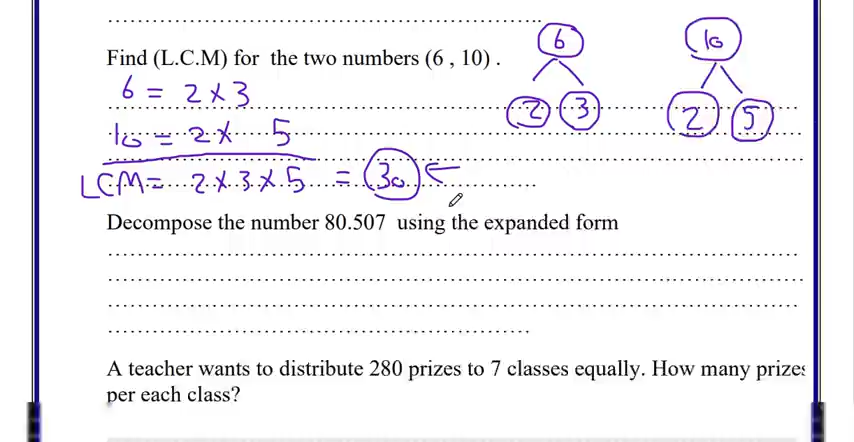 Find (L.C.M) for the two numbers (6 , 10) .
6
10
6 = 2 × 3
2 3
2 5
10 = 2 × 5
LCM = 2 × 3 × 5 = 30 ←
Decompose the number 80.507 using the expanded form
A teacher wants to distribute 280 prizes to 7 classes equally. How many prizes
per each class?